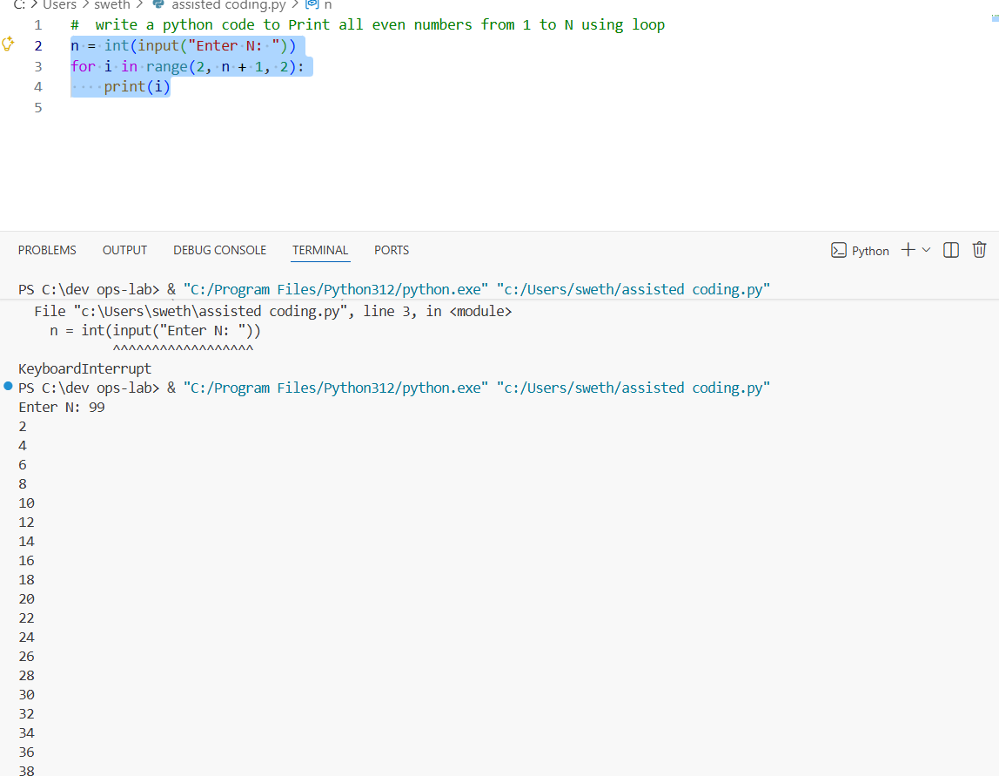 C: > Users > sweth > assisted coding.py > n
1 #  write a python code to Print all even numbers from 1 to N using loop
2 n = int(input("Enter N: "))
3 for i in range(2, n + 1, 2):
4     print(i)
5
PROBLEMS OUTPUT DEBUG CONSOLE TERMINAL PORTS Python
PS C:\dev ops-lab> & "C:/Program Files/Python312/python.exe" "c:/Users/sweth/assisted coding.py"
  File "c:\Users\sweth\assisted coding.py", line 3, in <module>
    n = int(input("Enter N: "))
            ^^^^^^^^^^^^^^^^^^
KeyboardInterrupt
PS C:\dev ops-lab> & "C:/Program Files/Python312/python.exe" "c:/Users/sweth/assisted coding.py"
Enter N: 99
2
4
6
8
10
12
14
16
18
20
22
24
26
28
30
32
34
36
38